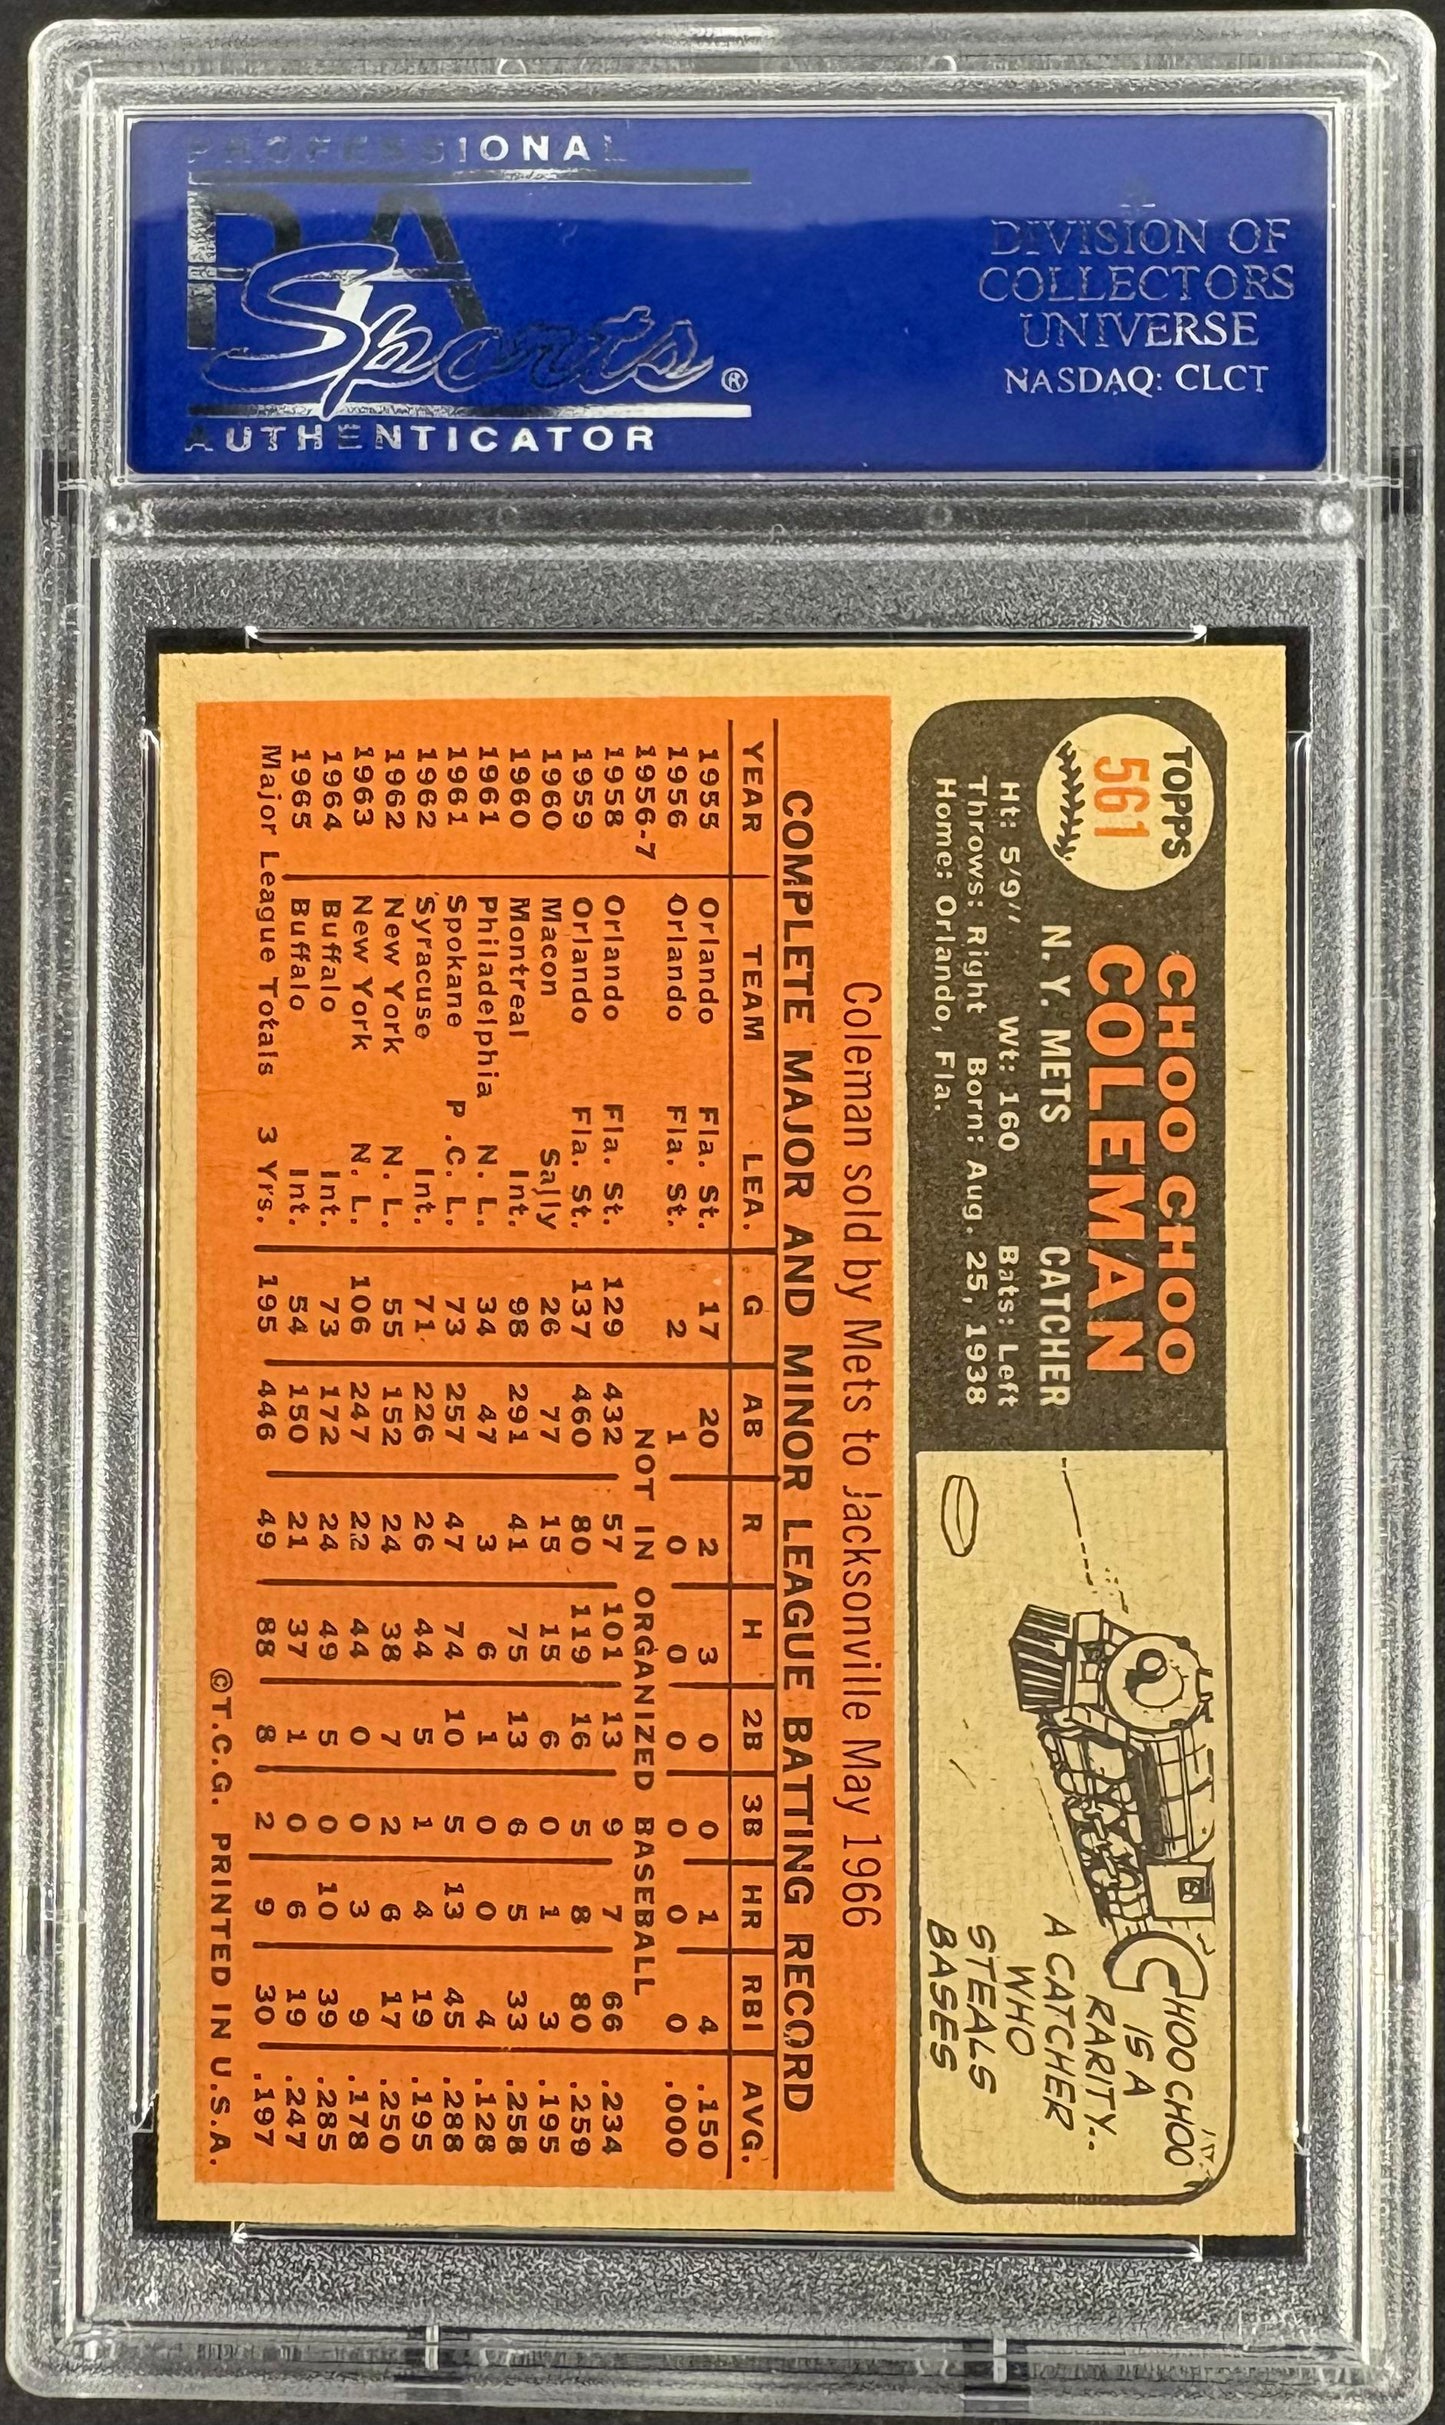 PROFESSIONAL
PSA
Sports®
AUTHENTICATOR
A
DIVISION OF
COLLECTORS
UNIVERSE
NASDAQ: CLCT
TOPPS
561
CHOO CHOO
COLEMAN
N. Y. METS CATCHER
Ht: 5'9" Wt: 160 Bats: Left
Throws: Right Born: Aug. 25, 1938
Home: Orlando, Fla.
CHOO CHOO
IS A
RARITY..
A CATCHER
WHO
STEALS
BASES
Coleman sold by Mets to Jacksonville May 1966
COMPLETE MAJOR AND MINOR LEAGUE BATTING RECORD
YEAR TEAM LEA. G AB R H 2B 3B HR RBI AVG.
1955 Orlando Fla. St. 17 20 2 3 0 0 1 4 .150
1956 Orlando Fla. St. 2 1 0 0 0 0 0 0 .000
1956-7 NOT IN ORGANIZED BASEBALL
1958 Orlando Fla. St. 129 432 57 101 13 9 7 66 .234
1959 Orlando Fla. St. 137 460 80 119 16 5 8 80 .259
1960 Macon Sally 26 77 15 15 6 0 1 3 .195
1960 Montreal Int. 98 291 41 75 13 6 5 33 .258
1961 Philadelphia N. L. 34 47 3 6 1 0 0 4 .128
1961 Spokane P .C. L. 73 257 47 74 10 5 13 45 .288
1962 Syracuse Int. 71 226 26 44 5 1 4 19 .195
1962 New York N. L. 55 152 24 38 7 2 6 17 .250
1963 New York N. L. 106 247 22 44 0 0 3 9 .178
1964 Buffalo Int. 73 172 24 49 5 0 10 39 .285
1965 Buffalo Int. 54 150 21 37 1 0 6 19 .247
Major League Totals 3 Yrs. 195 446 49 88 8 2 9 30 .197
©T.C.G. PRINTED IN U.S.A.